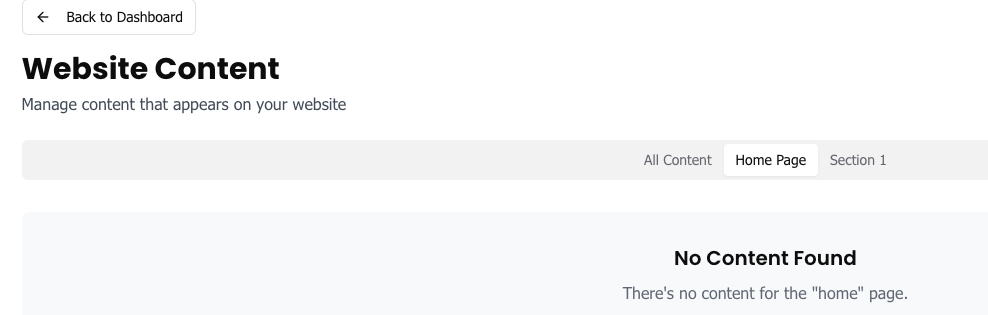 Back to Dashboard
Website Content
Manage content that appears on your website
All Content Home Page Section 1
No Content Found
There's no content for the "home" page.